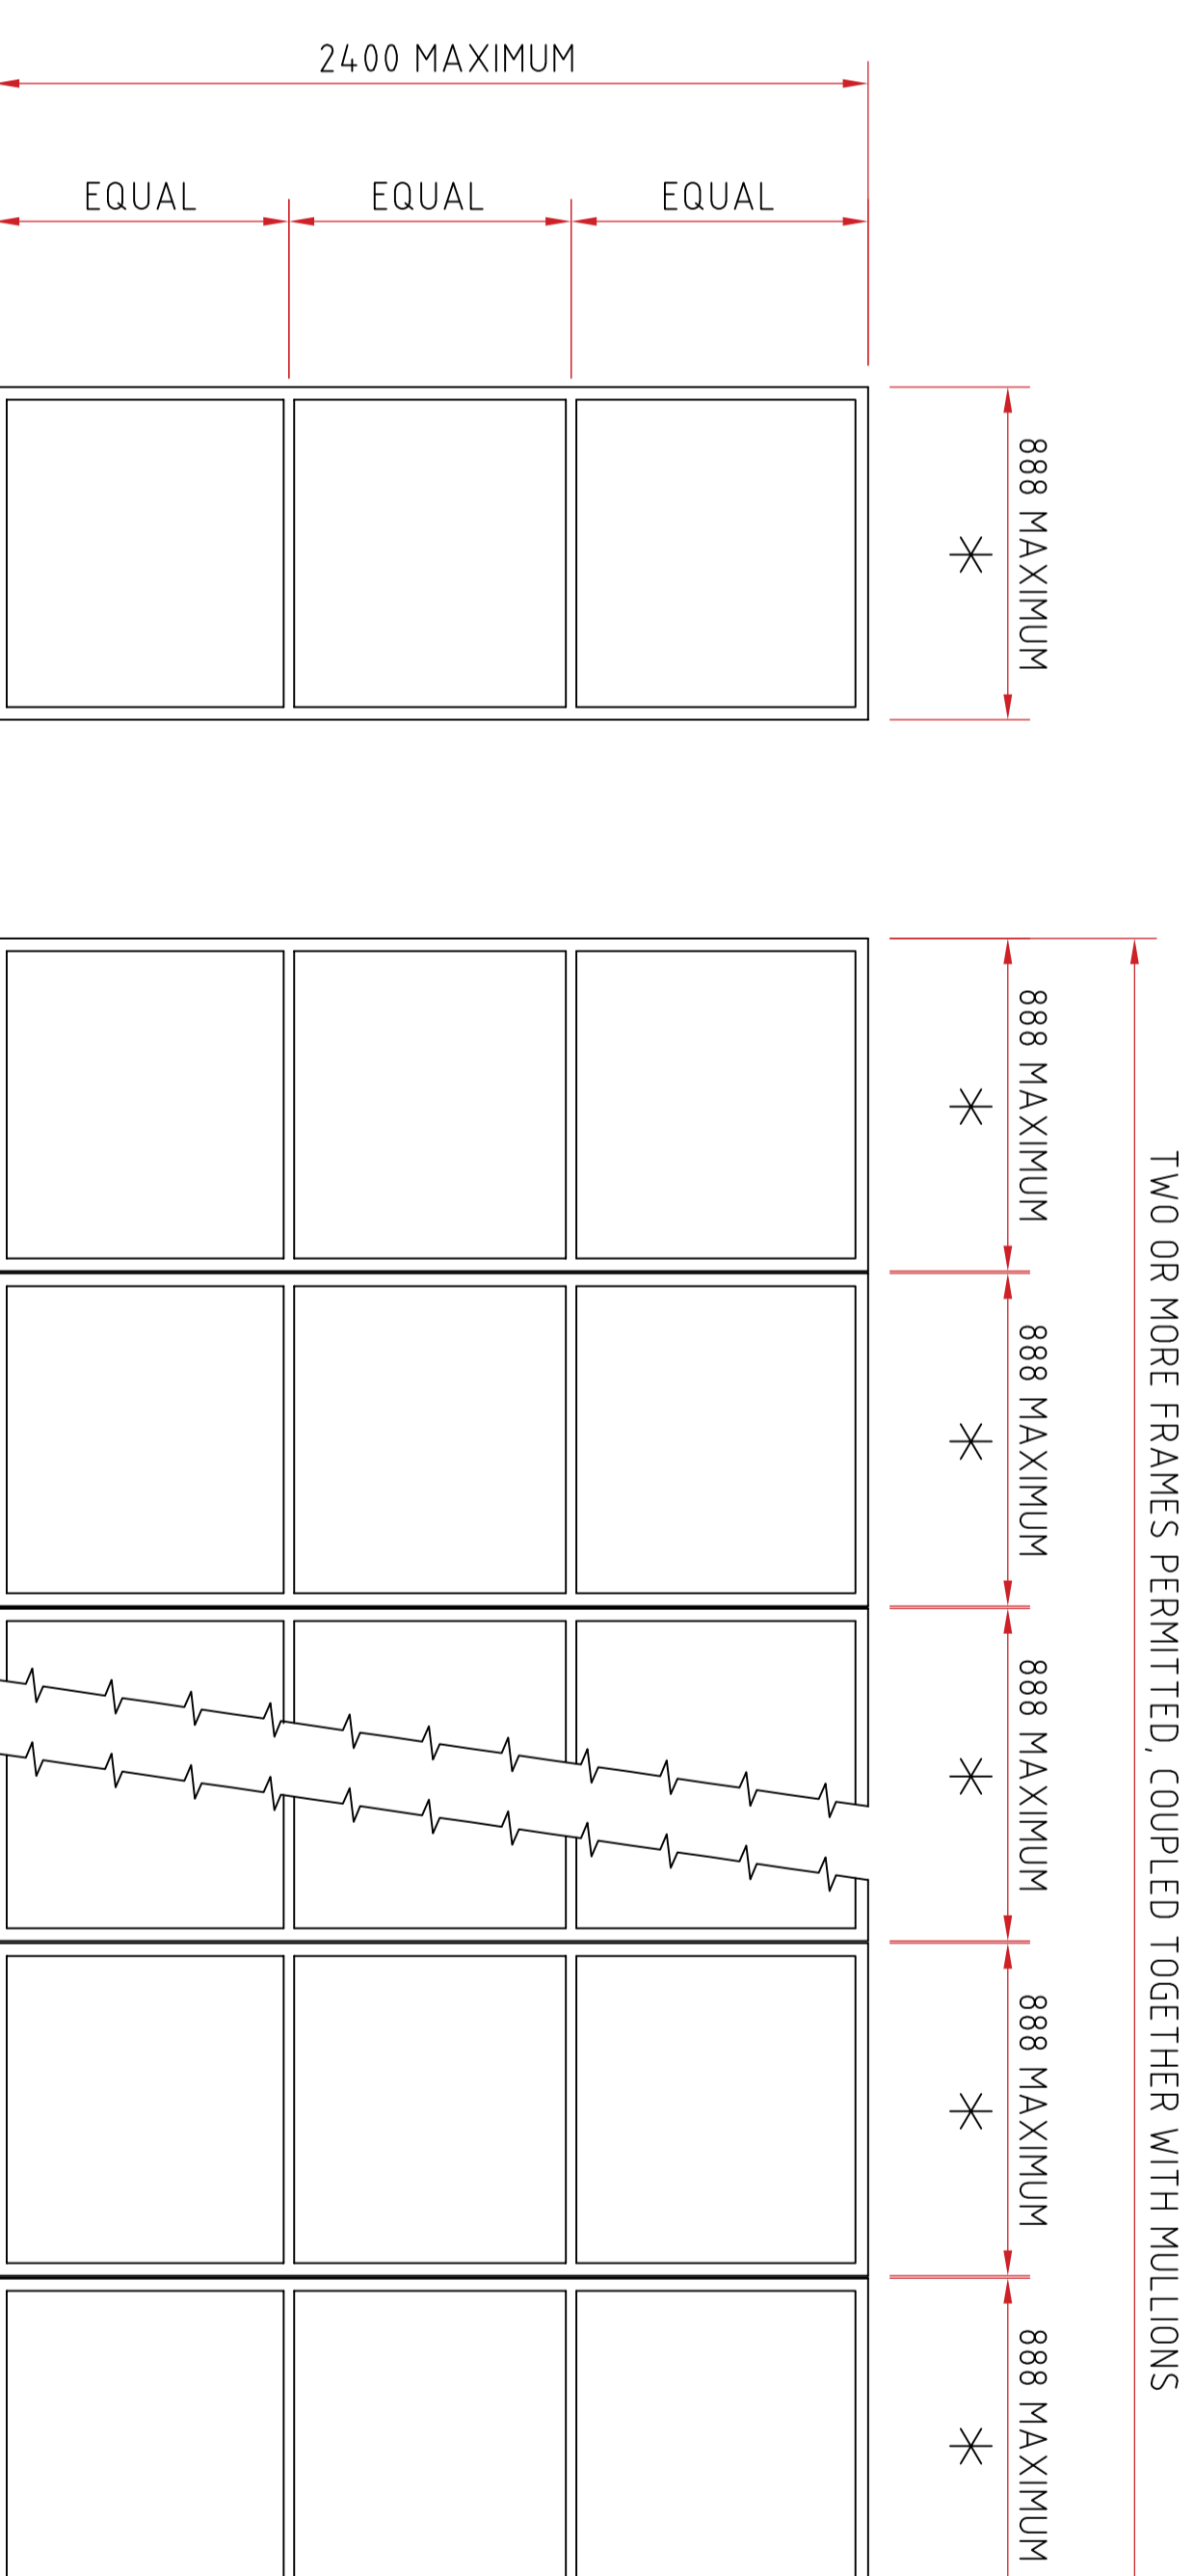 2400 MAXIMUM
EQUAL
EQUAL
EQUAL
888 MAXIMUM
*
888 MAXIMUM
*
888 MAXIMUM
*
888 MAXIMUM
*
888 MAXIMUM
*
888 MAXIMUM
*
TWO OR MORE FRAMES PERMITTED, COUPLED TOGETHER WITH MULLIONS